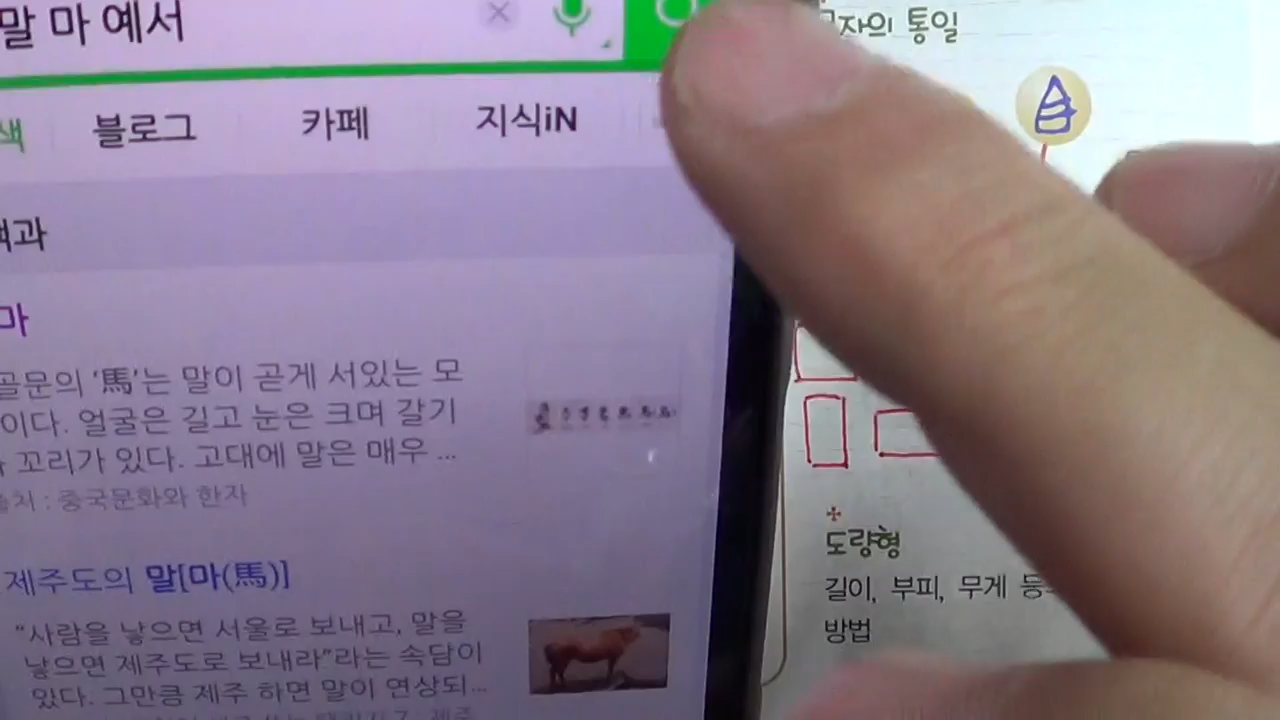 말 마 예서
블로그 카페 지식iN
마
골문의 '馬'는 말이 곧게 서있는 모
이다. 얼굴은 길고 눈은 크며 갈기
꼬리가 있다. 고대에 말은 매우 ...
출처 : 중국문화와 한자
제주도의 말[마(馬)]
"사람을 낳으면 서울로 보내고, 말을
낳으면 제주도로 보내라"라는 속담이
있다. 그만큼 제주 하면 말이 연상되...
문자의 통일
도량형
길이, 부피, 무게 등
방법